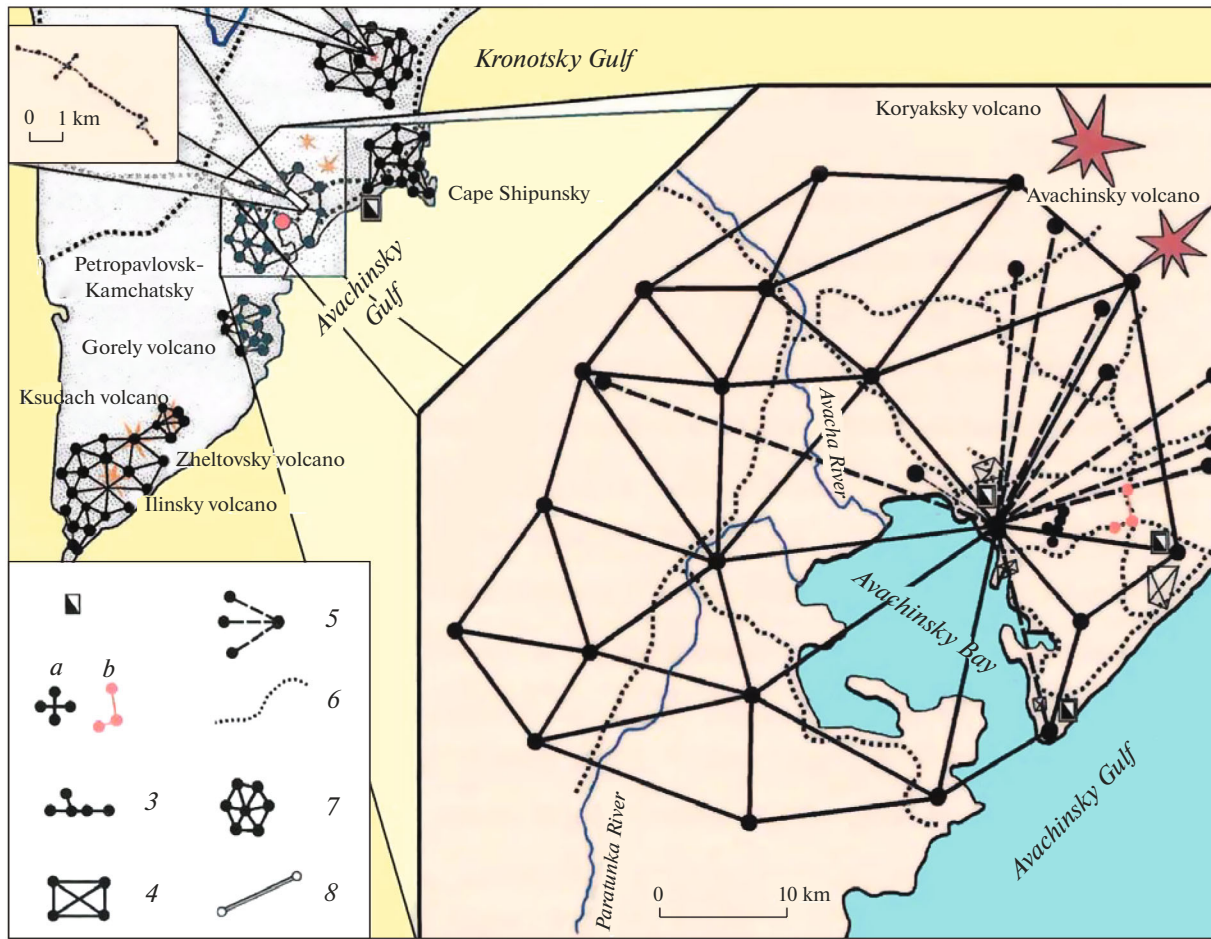 Kronotsky Gulf
0 1 km
Cape Shipunsky
Petropavlovsk-
Kamchatsky
Avachinsky
Gulf
Gorely volcano
Ksudach volcano
Zheltovsky volcano
Ilinsky volcano
Koryaksky volcano
Avachinsky volcano
Avacha River
Avachinsky Bay
Avachinsky Gulf
Paratunka River
0 10 km
5
a b
6
3
7
4
8